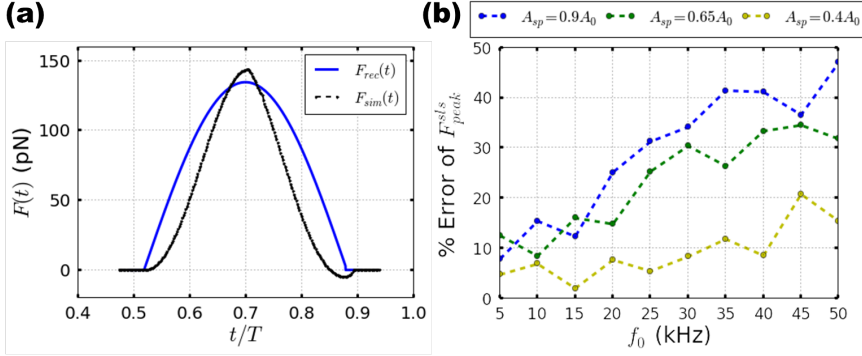 (a)
F_rec(t)
F_sim(t)
150
100
50
0
F(t) (pN)
0.4 0.5 0.6 0.7 0.8 0.9 1.0
t/T
(b)
A_sp=0.9A_0 A_sp=0.65A_0 A_sp=0.4A_0
50
40
30
20
10
0
% Error of F_peak^sls
5 10 15 20 25 30 35 40 45 50
f_0 (kHz)